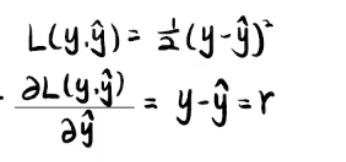 L(y.ŷ) = ½(y-ŷ)²
- ∂L(y.ŷ)/∂ŷ = y-ŷ = r